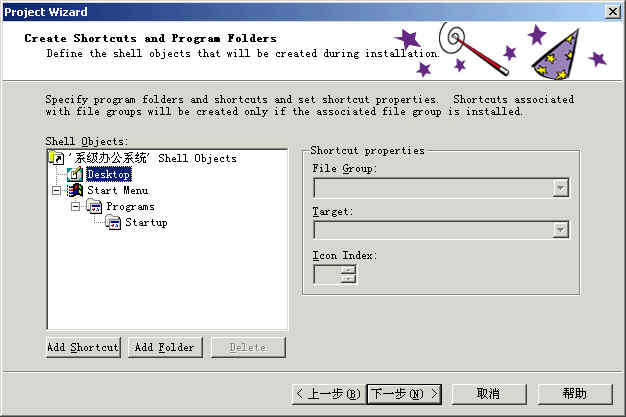 Project Wizard
Create Shortcuts and Program Folders
Define the shell objects that will be created during installation.
Specify program folders and shortcuts and set shortcut properties.  Shortcuts associated
with file groups will be created only if the associated file group is installed.
Shell Objects:
'系级办公系统' Shell Objects
Desktop
Start Menu
Programs
Startup
Shortcut properties
File Group:
Target:
Icon Index:
Add Shortcut
Add Folder
Delete
< 上一步(B)
下一步(N) >
取消
帮助